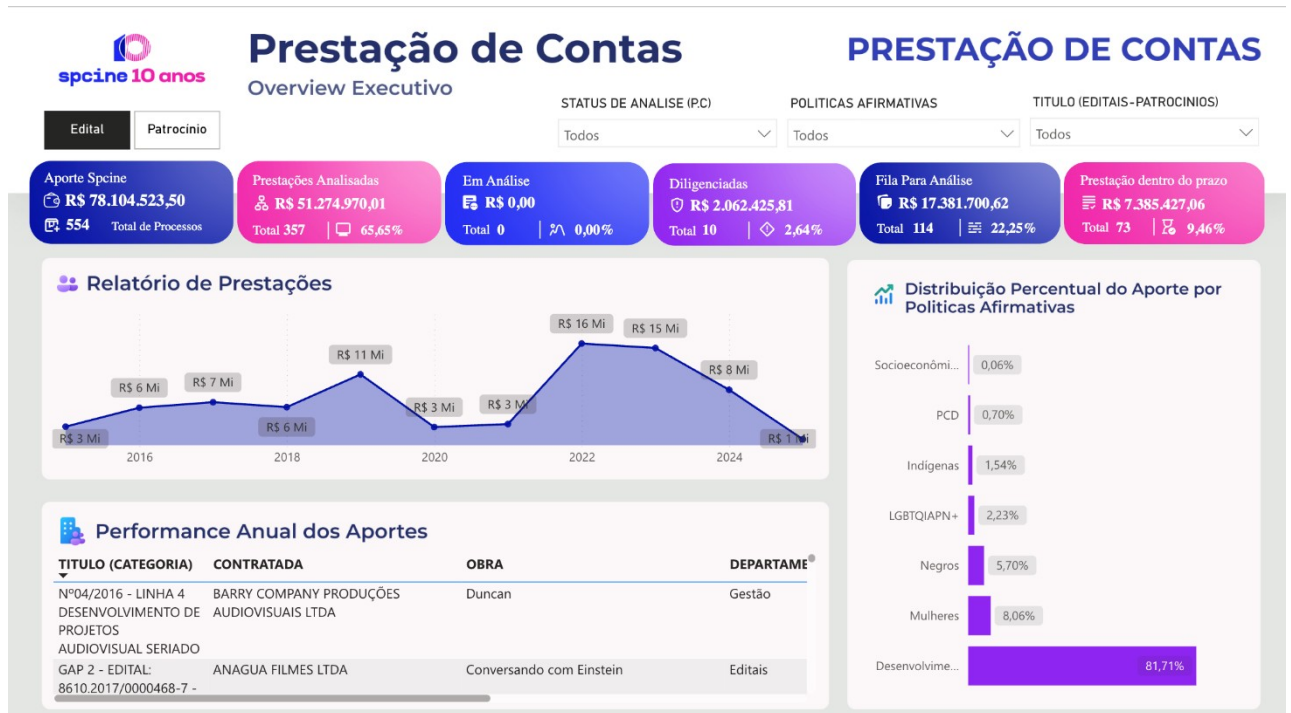 spcine 10 anos
Prestação de Contas
Overview Executivo
PRESTAÇÃO DE CONTAS
Edital
Patrocínio
STATUS DE ANALISE (P.C)
Todos
POLITICAS AFIRMATIVAS
Todos
TITULO (EDITAIS-PATROCINIOS)
Todos
Aporte Spcine
R$ 78.104.523,50
554 Total de Processos
Prestações Analisadas
R$ 51.274.970,01
Total 357 65,65%
Em Análise
R$ 0,00
Total 0 0,00%
Diligenciadas
R$ 2.062.425,81
Total 10 2,64%
Fila Para Análise
R$ 17.381.700,62
Total 114 22,25%
Prestação dentro do prazo
R$ 7.385.427,06
Total 73 9,46%
Relatório de Prestações
R$ 3 Mi
R$ 6 Mi
R$ 7 Mi
R$ 6 Mi
R$ 11 Mi
R$ 3 Mi
R$ 3 Mi
R$ 16 Mi
R$ 15 Mi
R$ 8 Mi
R$ 1 Mi
2016 2018 2020 2022 2024
Distribuição Percentual do Aporte por
Politicas Afirmativas
Socioeconômi... 0,06%
PCD 0,70%
Indígenas 1,54%
LGBTQIAPN+ 2,23%
Negros 5,70%
Mulheres 8,06%
Desenvolvime... 81,71%
Performance Anual dos Aportes
TITULO (CATEGORIA) CONTRATADA OBRA DEPARTAME
Nº04/2016 - LINHA 4 BARRY COMPANY PRODUÇÕES Duncan Gestão
DESENVOLVIMENTO DE AUDIOVISUAIS LTDA
PROJETOS
AUDIOVISUAL SERIADO
GAP 2 - EDITAL: ANAGUA FILMES LTDA Conversando com Einstein Editais
8610.2017/0000468-7 -